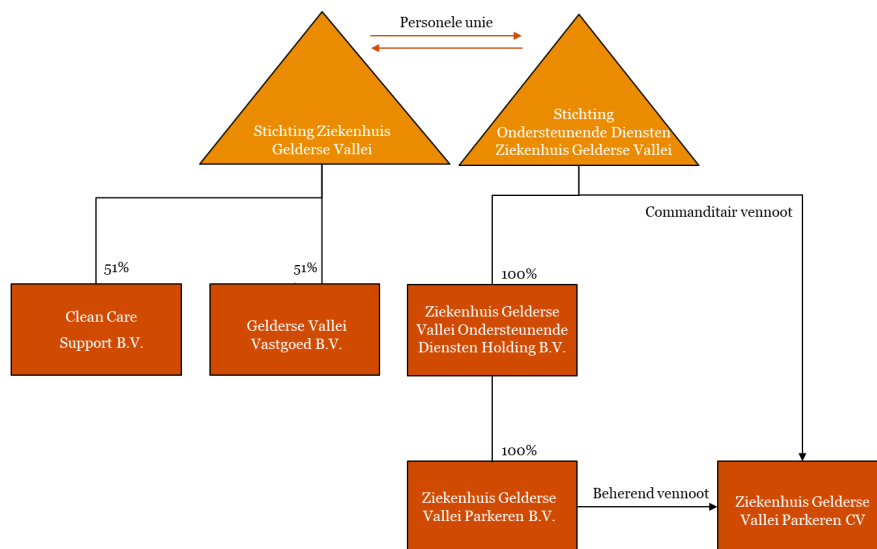 Personele unie
Stichting Ziekenhuis
Gelderse Vallei
Stichting
Ondersteunende Diensten
Ziekenhuis Gelderse Vallei
Commanditair vennoot
51%
51%
100%
Clean Care
Support B.V.
Gelderse Vallei
Vastgoed B.V.
Ziekenhuis Gelderse
Vallei Ondersteunende
Diensten Holding B.V.
100%
Ziekenhuis Gelderse
Vallei Parkeren B.V.
Beherend vennoot
Ziekenhuis Gelderse
Vallei Parkeren CV